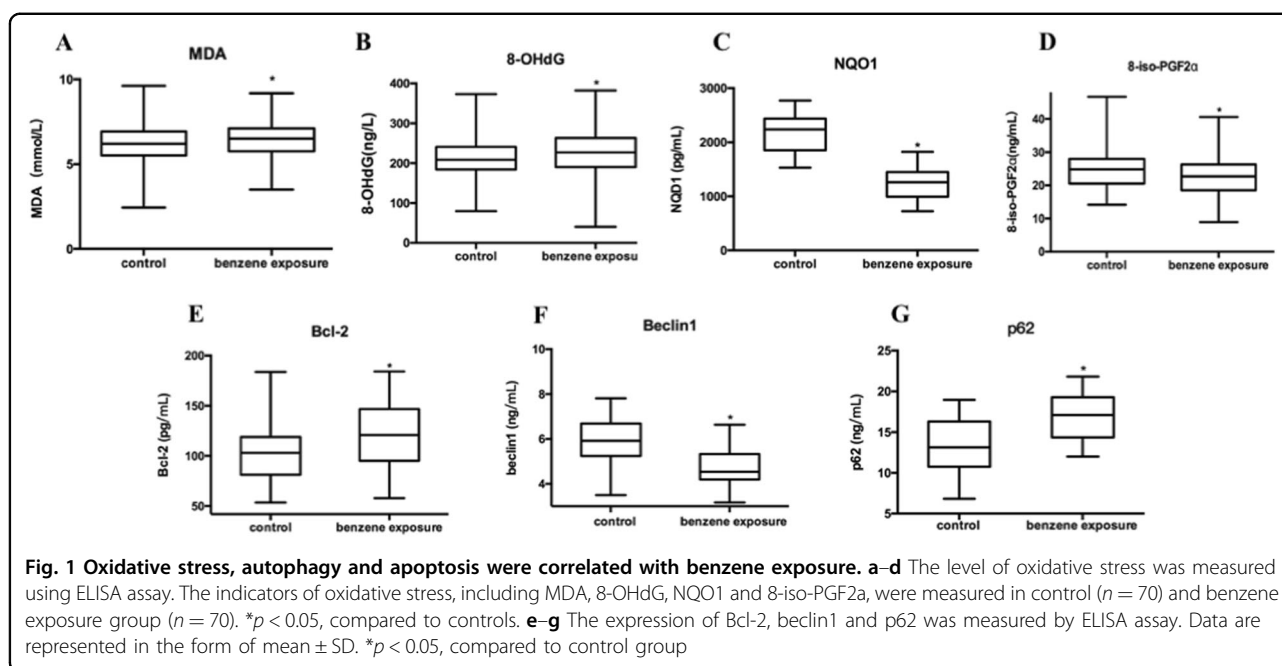 A
MDA
MDA (mmol/L)
10
5
0
control
benzene exposure
*
B
8-OHdG
8-OHdG(ng/L)
400
300
200
100
0
control
benzene exposu
*
C
NQO1
NQD1 (pg/mL)
3000
2000
1000
0
control
benzene exposure
*
D
8-iso-PGF2α
8-iso-PGF2α(ng/mL)
40
30
20
10
0
control
benzene exposure
*
E
Bcl-2
Bcl-2 (pg/mL)
200
150
100
50
control
benzene exposure
*
F
Beclin1
beclin1 (ng/mL)
10
8
6
4
control
benzene exposure
*
G
p62
p62 (ng/mL)
25
20
15
10
5
control
benzene exposure
*
Fig. 1 Oxidative stress, autophagy and apoptosis were correlated with benzene exposure. a–d The level of oxidative stress was measured
using ELISA assay. The indicators of oxidative stress, including MDA, 8-OHdG, NQO1 and 8-iso-PGF2a, were measured in control (n = 70) and benzene
exposure group (n = 70). *p < 0.05, compared to controls. e–g The expression of Bcl-2, beclin1 and p62 was measured by ELISA assay. Data are
represented in the form of mean ± SD. *p < 0.05, compared to control group